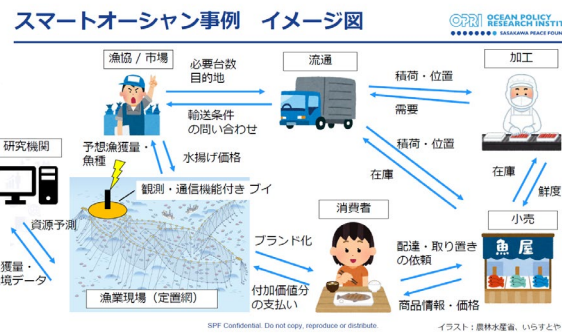 スマートオーシャン事例　イメージ図
OPRI OCEAN POLICY
RESEARCH INSTI
SASAKAWA PEACE FOUN
漁協 / 市場
必要台数
目的地
流通
積荷・位置
加工
輸送条件
の問い合わせ
需要
研究機関
予想漁獲量・
魚種
水揚げ価格
積荷・位置
在庫
在庫
鮮度
観測・通信機能付き ブイ
消費者
小売
資源予測
ブランド化
魚屋
配達・取り置き
の依頼
獲量・
境データ
漁業現場（定置網）
付加価値分
の支払い
商品情報・価格
SPF Confidential. Do not copy, reproduce or distribute.
イラスト：農林水産省、いらすとや